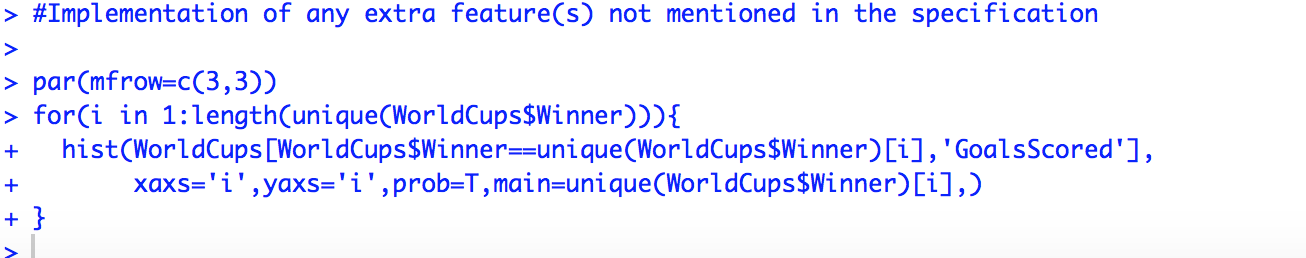 > #Implementation of any extra feature(s) not mentioned in the specification
>
> par(mfrow=c(3,3))
> for(i in 1:length(unique(WorldCups$Winner))){
+   hist(WorldCups[WorldCups$Winner==unique(WorldCups$Winner)[i],'GoalsScored'],
+        xaxs='i',yaxs='i',prob=T,main=unique(WorldCups$Winner)[i],)
+ }
>